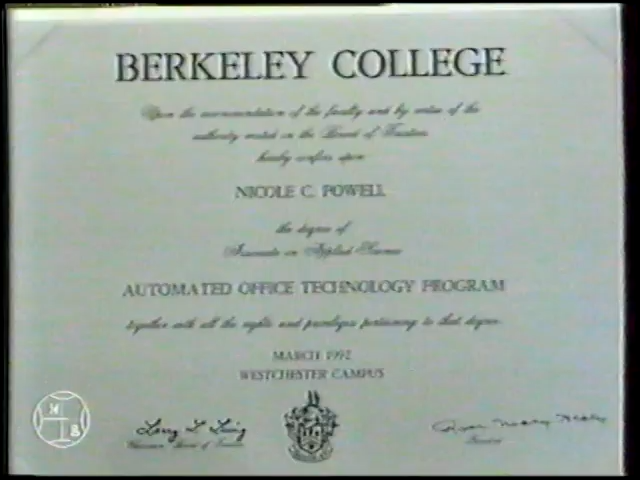 BERKELEY COLLEGE
Upon the recommendation of the faculty and by virtue of the
authority vested in the Board of Trustees
hereby confers upon
NICOLE C. POWELL
the degree of
Associate in Applied Science
AUTOMATED OFFICE TECHNOLOGY PROGRAM
together with all the rights and privileges pertaining to that degree.
MARCH 1992
WESTCHESTER CAMPUS